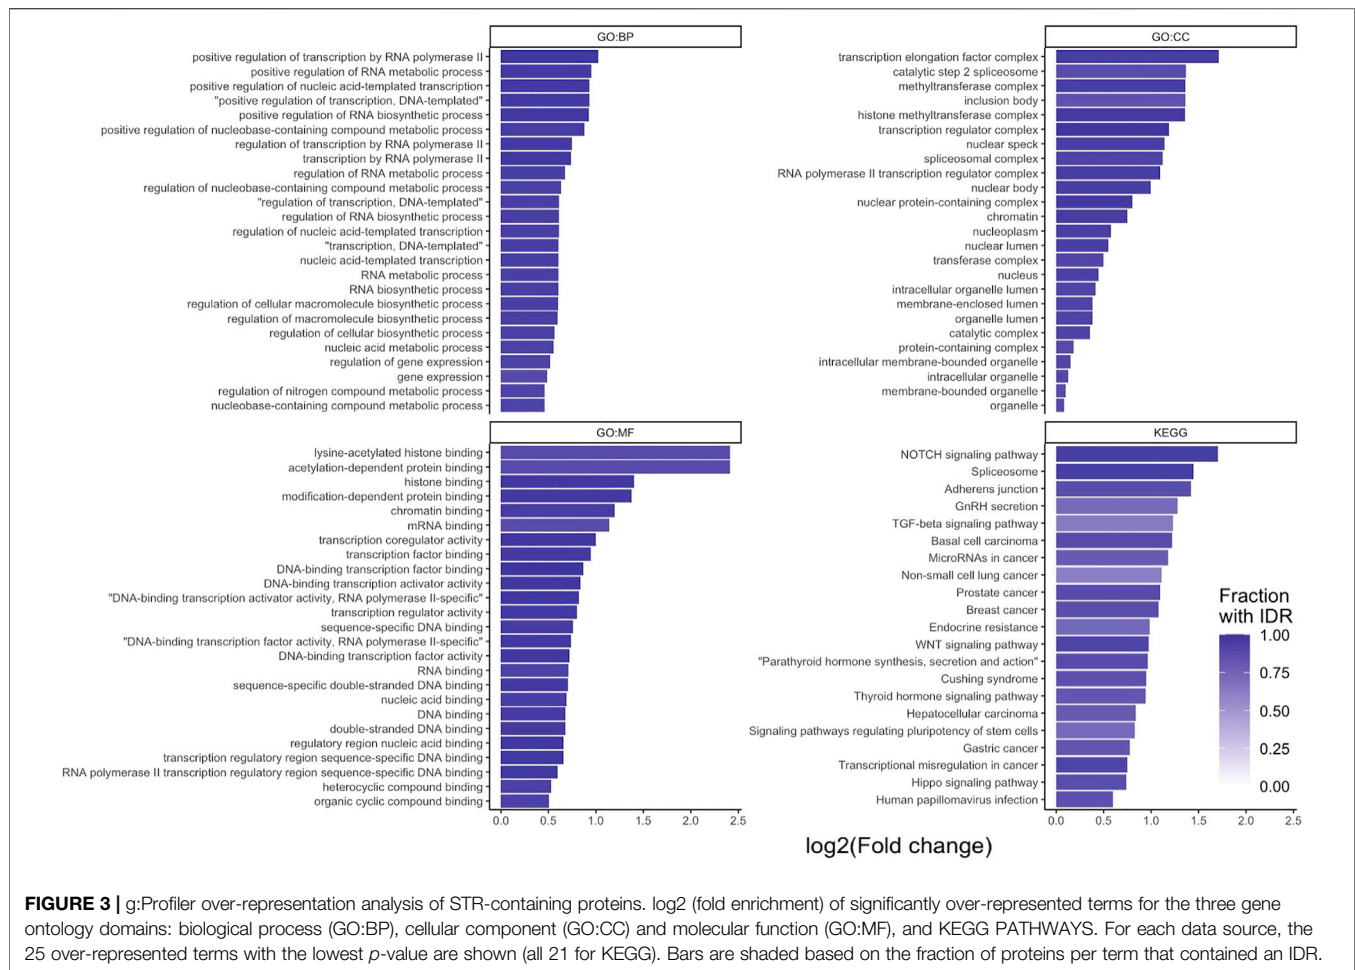 GO:BP
positive regulation of transcription by RNA polymerase II
positive regulation of RNA metabolic process
positive regulation of nucleic acid-templated transcription
"positive regulation of transcription, DNA-templated"
positive regulation of RNA biosynthetic process
positive regulation of nucleobase-containing compound metabolic process
regulation of transcription by RNA polymerase II
transcription by RNA polymerase II
regulation of RNA metabolic process
regulation of nucleobase-containing compound metabolic process
"regulation of transcription, DNA-templated"
regulation of RNA biosynthetic process
regulation of nucleic acid-templated transcription
"transcription, DNA-templated"
nucleic acid-templated transcription
RNA metabolic process
RNA biosynthetic process
regulation of cellular macromolecule biosynthetic process
regulation of macromolecule biosynthetic process
regulation of cellular biosynthetic process
nucleic acid metabolic process
regulation of gene expression
gene expression
regulation of nitrogen compound metabolic process
nucleobase-containing compound metabolic process
GO:CC
transcription elongation factor complex
catalytic step 2 spliceosome
methyltransferase complex
inclusion body
histone methyltransferase complex
transcription regulator complex
nuclear speck
spliceosomal complex
RNA polymerase II transcription regulator complex
nuclear body
nuclear protein-containing complex
chromatin
nucleoplasm
nuclear lumen
transferase complex
nucleus
intracellular organelle lumen
membrane-enclosed lumen
organelle lumen
catalytic complex
protein-containing complex
intracellular membrane-bounded organelle
intracellular organelle
membrane-bounded organelle
organelle
GO:MF
lysine-acetylated histone binding
acetylation-dependent protein binding
histone binding
modification-dependent protein binding
chromatin binding
mRNA binding
transcription coregulator activity
transcription factor binding
DNA-binding transcription factor binding
DNA-binding transcription activator activity
"DNA-binding transcription activator activity, RNA polymerase II-specific"
transcription regulator activity
sequence-specific DNA binding
"DNA-binding transcription factor activity, RNA polymerase II-specific"
DNA-binding transcription factor activity
RNA binding
sequence-specific double-stranded DNA binding
nucleic acid binding
DNA binding
double-stranded DNA binding
regulatory region nucleic acid binding
transcription regulatory region sequence-specific DNA binding
RNA polymerase II transcription regulatory region sequence-specific DNA binding
heterocyclic compound binding
organic cyclic compound binding
0.0 0.5 1.0 1.5 2.0 2.5
KEGG
NOTCH signaling pathway
Spliceosome
Adherens junction
GnRH secretion
TGF-beta signaling pathway
Basal cell carcinoma
MicroRNAs in cancer
Non-small cell lung cancer
Prostate cancer
Breast cancer
Endocrine resistance
WNT signaling pathway
"Parathyroid hormone synthesis, secretion and action"
Cushing syndrome
Thyroid hormone signaling pathway
Hepatocellular carcinoma
Signaling pathways regulating pluripotency of stem cells
Gastric cancer
Transcriptional misregulation in cancer
Hippo signaling pathway
Human papillomavirus infection
0.0 0.5 1.0 1.5 2.0 2.5
Fraction
with IDR
1.00
0.75
0.50
0.25
0.00
log2(Fold change)
FIGURE 3 | g:Profiler over-representation analysis of STR-containing proteins. log2 (fold enrichment) of significantly over-represented terms for the three gene
ontology domains: biological process (GO:BP), cellular component (GO:CC) and molecular function (GO:MF), and KEGG PATHWAYS. For each data source, the
25 over-represented terms with the lowest p-value are shown (all 21 for KEGG). Bars are shaded based on the fraction of proteins per term that contained an IDR.